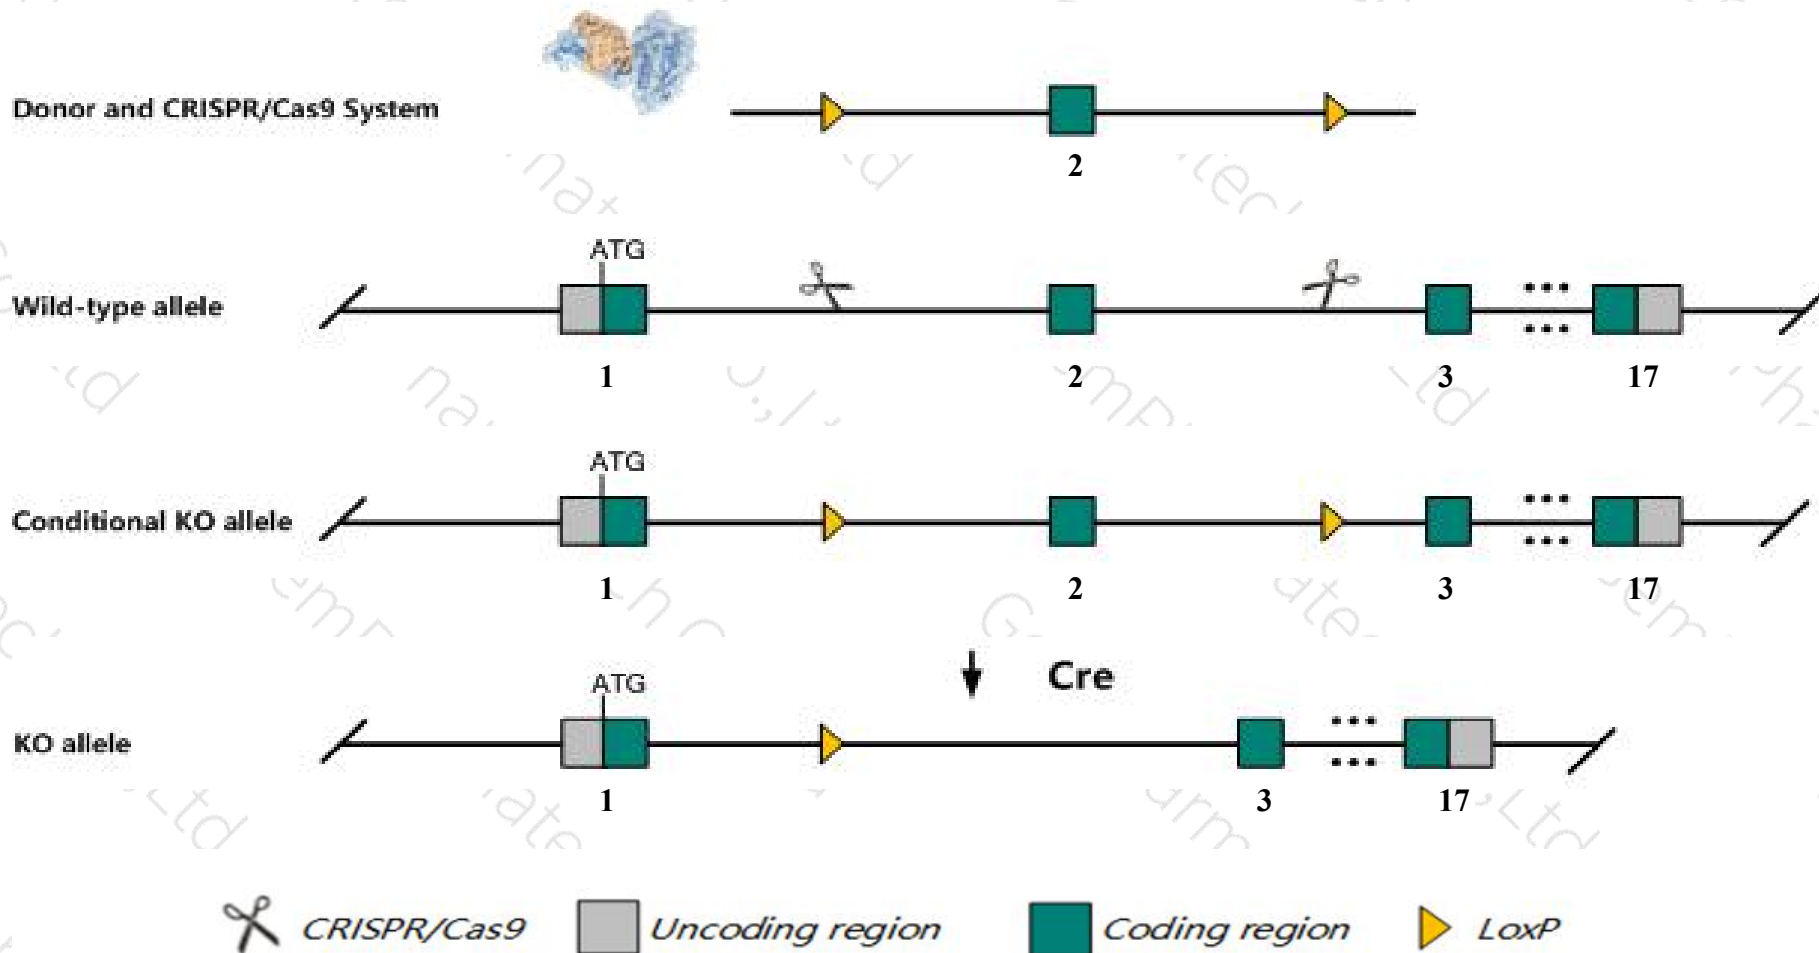 Donor and CRISPR/Cas9 System
2
ATG
Wild-type allele
1 2 3 17
ATG
Conditional KO allele
1 2 3 17
Cre
ATG
KO allele
1 3 17
CRISPR/Cas9 Uncoding region Coding region LoxP